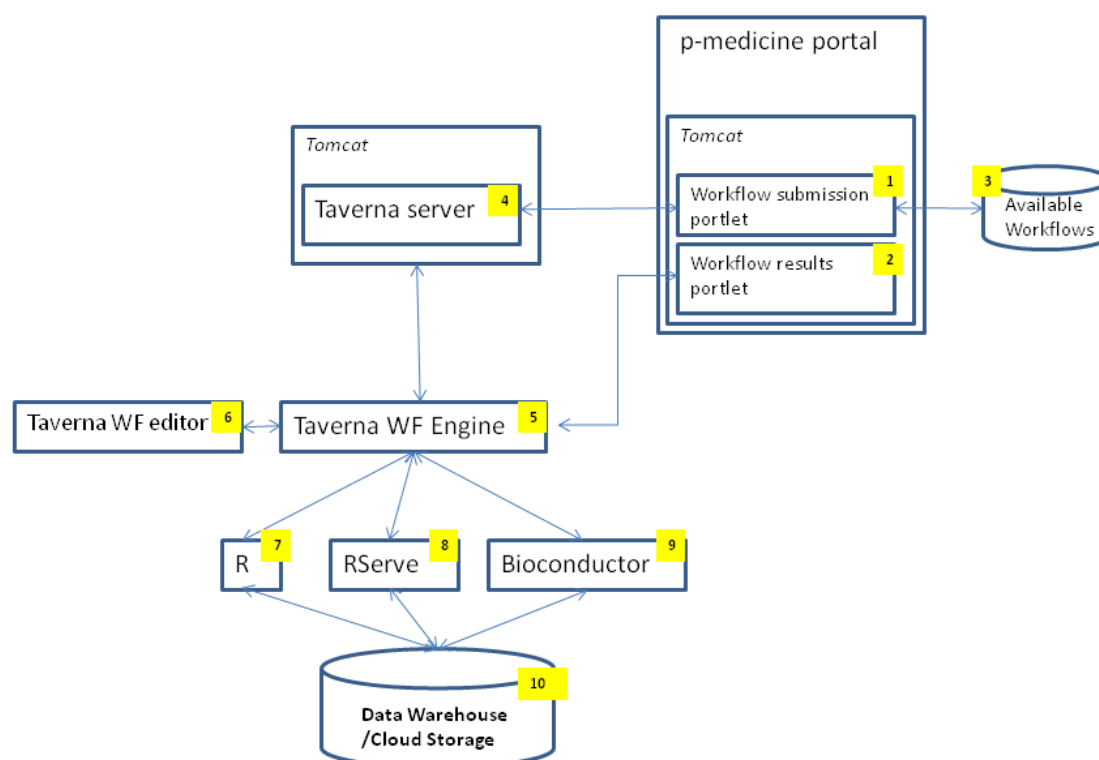 p-medicine portal
Tomcat
Tomcat
1
3
Workflow submission
portlet
4
Taverna server
Available
Workflows
2
Workflow results
portlet
6
Taverna WF editor
5
Taverna WF Engine
7
R
8
RServe
9
Bioconductor
10
Data Warehouse
/Cloud Storage